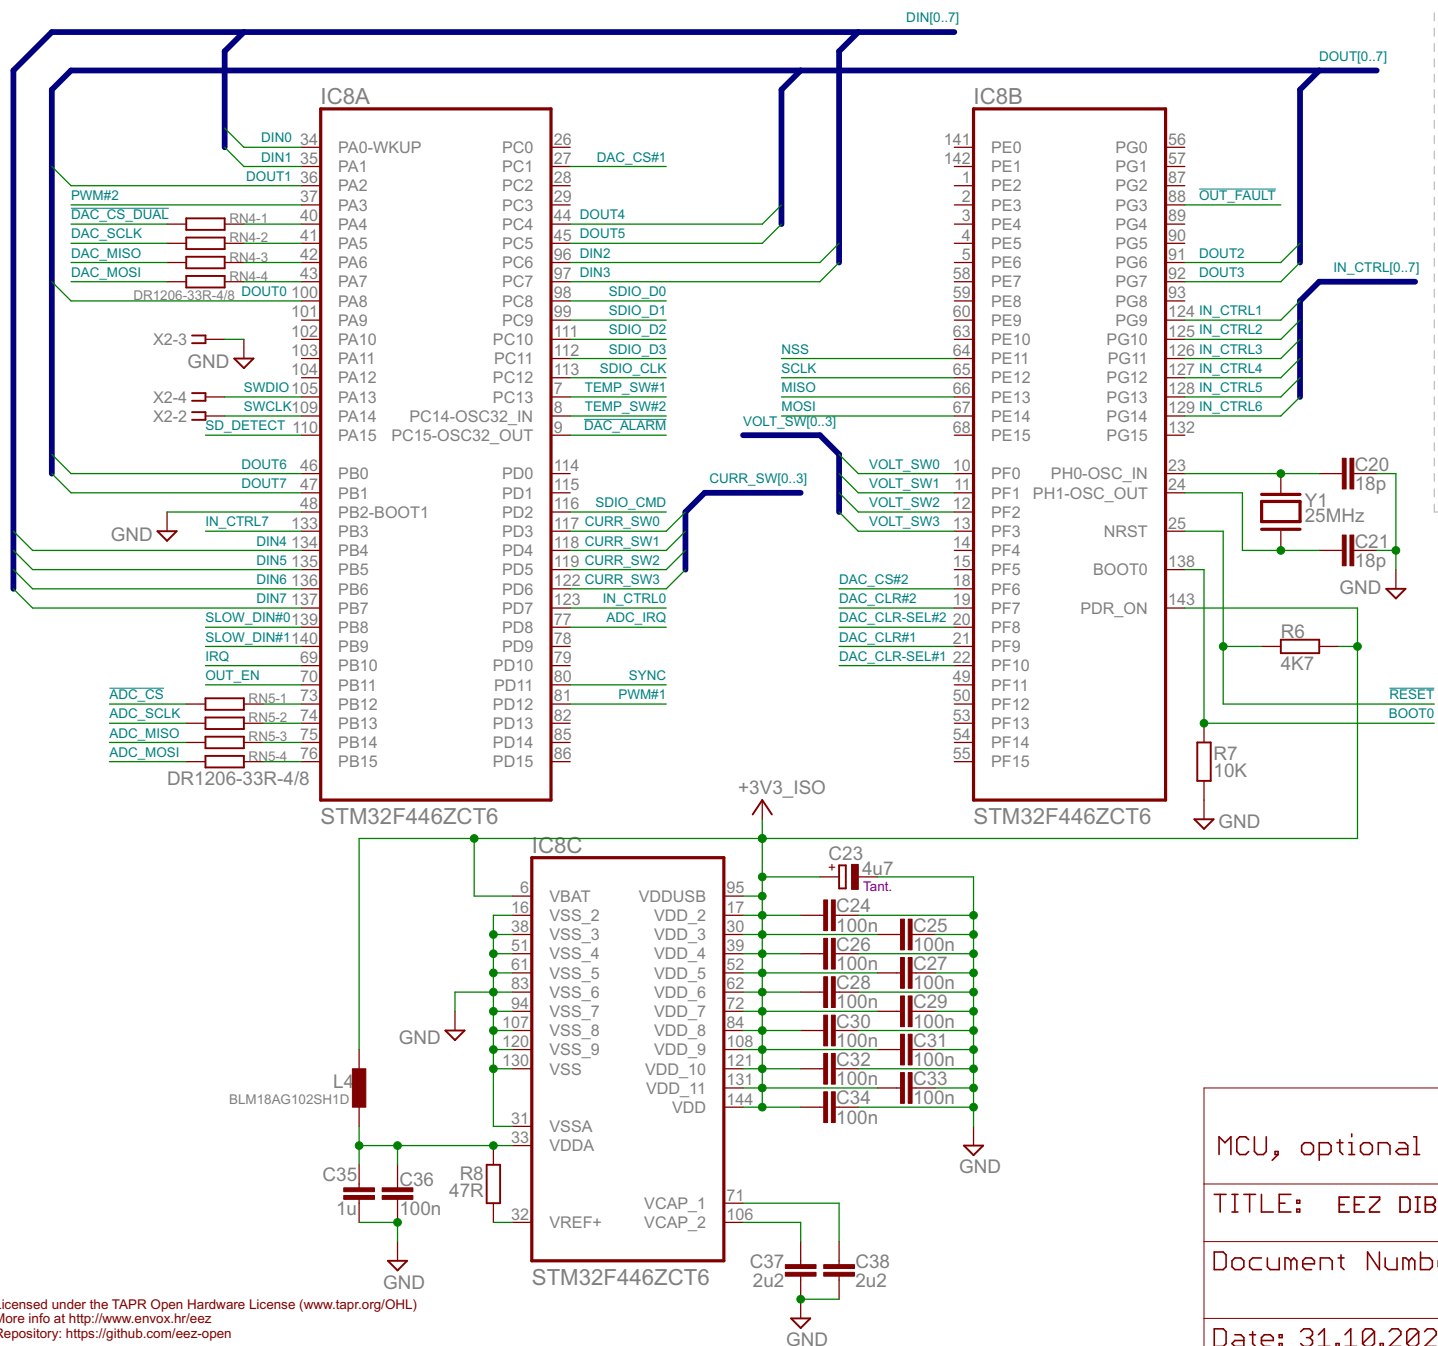 DIN[0..7]
DOUT[0..7]
IC8A
IC8B
DIN0 34 PA0-WKUP PC0 26
DIN1 35 PA1 PC1 27 DAC_CS#1
DOUT1 36 PA2 PC2 28
PWM#2 37 PA3 PC3 29
DAC_CS_DUAL RN4-1 40 PA4 PC4 44 DOUT4
DAC_SCLK RN4-2 41 PA5 PC5 45 DOUT5
DAC_MISO RN4-3 42 PA6 PC6 96 DIN2
DAC_MOSI RN4-4 43 PA7 PC7 97 DIN3
DR1206-33R-4/8 DOUT0 100 PA8 PC8 98 SDIO_D0
101 PA9 PC9 99 SDIO_D1
X2-3 102 PA10 PC10 111 SDIO_D2
GND 103 PA11 PC11 112 SDIO_D3
104 PA12 PC12 113 SDIO_CLK
X2-4 SWDIO 105 PA13 PC13 7 TEMP_SW#1
X2-2 SWCLK 109 PA14 PC14-OSC32_IN 8 TEMP_SW#2
SD_DETECT 110 PA15 PC15-OSC32_OUT 9 DAC_ALARM
DOUT6 46 PB0 PD0 114
DOUT7 47 PB1 PD1 115
GND 48 PB2-BOOT1 PD2 116 SDIO_CMD
IN_CTRL7 133 PB3 PD3 117 CURR_SW0
DIN4 134 PB4 PD4 118 CURR_SW1
DIN5 135 PB5 PD5 119 CURR_SW2
DIN6 136 PB6 PD6 122 CURR_SW3
DIN7 137 PB7 PD7 123 IN_CTRL0
SLOW_DIN#0 139 PB8 PD8 77 ADC_IRQ
SLOW_DIN#1 140 PB9 PD9 78
IRQ 69 PB10 PD10 79
OUT_EN 70 PB11 PD11 80 SYNC
ADC_CS RN5-1 73 PB12 PD12 81 PWM#1
ADC_SCLK RN5-2 74 PB13 PD13 82
ADC_MISO RN5-3 75 PB14 PD14 85
ADC_MOSI RN5-4 76 PB15 PD15 86
DR1206-33R-4/8
STM32F446ZCT6
CURR_SW[0..3]
141 PE0 PG0 56
142 PE1 PG1 57
1 PE2 PG2 87
2 PE3 PG3 88 OUT_FAULT
3 PE4 PG4 89
4 PE5 PG5 90
5 PE6 PG6 91 DOUT2
58 PE7 PG7 92 DOUT3
59 PE8 PG8 93
60 PE9 PG9 124 IN_CTRL1
63 PE10 PG10 125 IN_CTRL2
NSS 64 PE11 PG11 126 IN_CTRL3
SCLK 65 PE12 PG12 127 IN_CTRL4
MISO 66 PE13 PG13 128 IN_CTRL5
MOSI 67 PE14 PG14 129 IN_CTRL6
68 PE15 PG15 132
IN_CTRL[0..7]
VOLT_SW[0..3]
VOLT_SW0 10 PF0 PH0-OSC_IN 23
VOLT_SW1 11 PF1 PH1-OSC_OUT 24
VOLT_SW2 12 PF2
VOLT_SW3 13 PF3 NRST 25
14 PF4
15 PF5 BOOT0 138
DAC_CS#2 18 PF6
DAC_CLR#2 19 PF7 PDR_ON 143
DAC_CLR-SEL#2 20 PF8
DAC_CLR#1 21 PF9
DAC_CLR-SEL#1 22 PF10
49 PF11
50 PF12
53 PF13
54 PF14
55 PF15
STM32F446ZCT6
C20
18p
Y1
25MHz
C21
18p
GND
R6
4K7
RESET
BOOT0
R7
10K
GND
+3V3_ISO
IC8C
6 VBAT VDDUSB 95
16 VSS_2 VDD_2 17
38 VSS_3 VDD_3 30
51 VSS_4 VDD_4 39
61 VSS_5 VDD_5 52
83 VSS_6 VDD_6 62
94 VSS_7 VDD_7 72
107 VSS_8 VDD_8 84
120 VSS_9 VDD_9 108
130 VSS VDD_10 121
VDD_11 131
VDD 144
31 VSSA
33 VDDA
VCAP_1 71
32 VREF+ VCAP_2 106
STM32F446ZCT6
GND
C23
4u7
Tant.
C24
100n
C25
100n
C26
100n
C27
100n
C28
100n
C29
100n
C30
100n
C31
100n
C32
100n
C33
100n
C34
100n
GND
L4
BLM18AG102SH1D
C35
1u
C36
100n
R8
47R
GND
C37
2u2
C38
2u2
GND
MCU, optional
TITLE: EEZ DIB
Document Numb
Date: 31.10.202
Licensed under the TAPR Open Hardware License (www.tapr.org/OHL)
More info at http://www.envox.hr/eez
Repository: https://github.com/eez-open